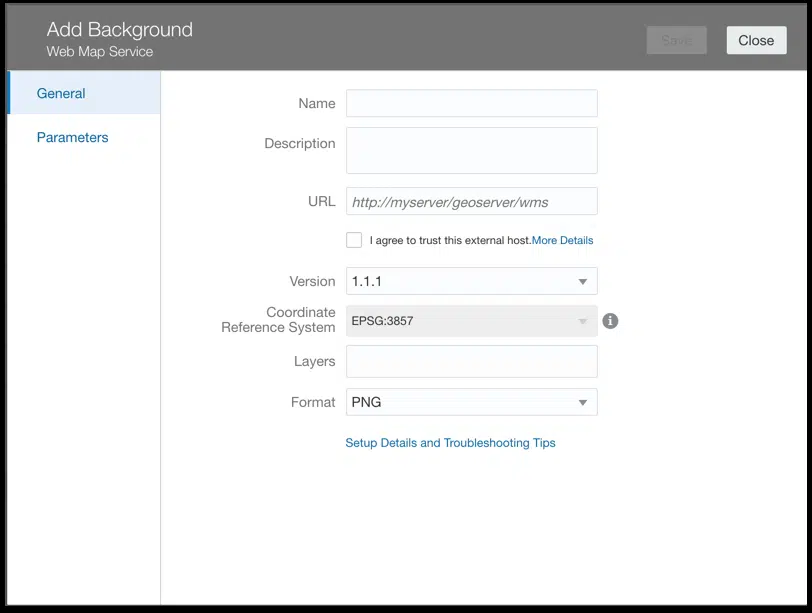 Add Background
Web Map Service
Save
Close
General
Parameters
Name
Description
URL
http://myserver/geoserver/wms
I agree to trust this external host.More Details
Version
1.1.1
Coordinate
Reference System
EPSG:3857
i
Layers
Format
PNG
Setup Details and Troubleshooting Tips